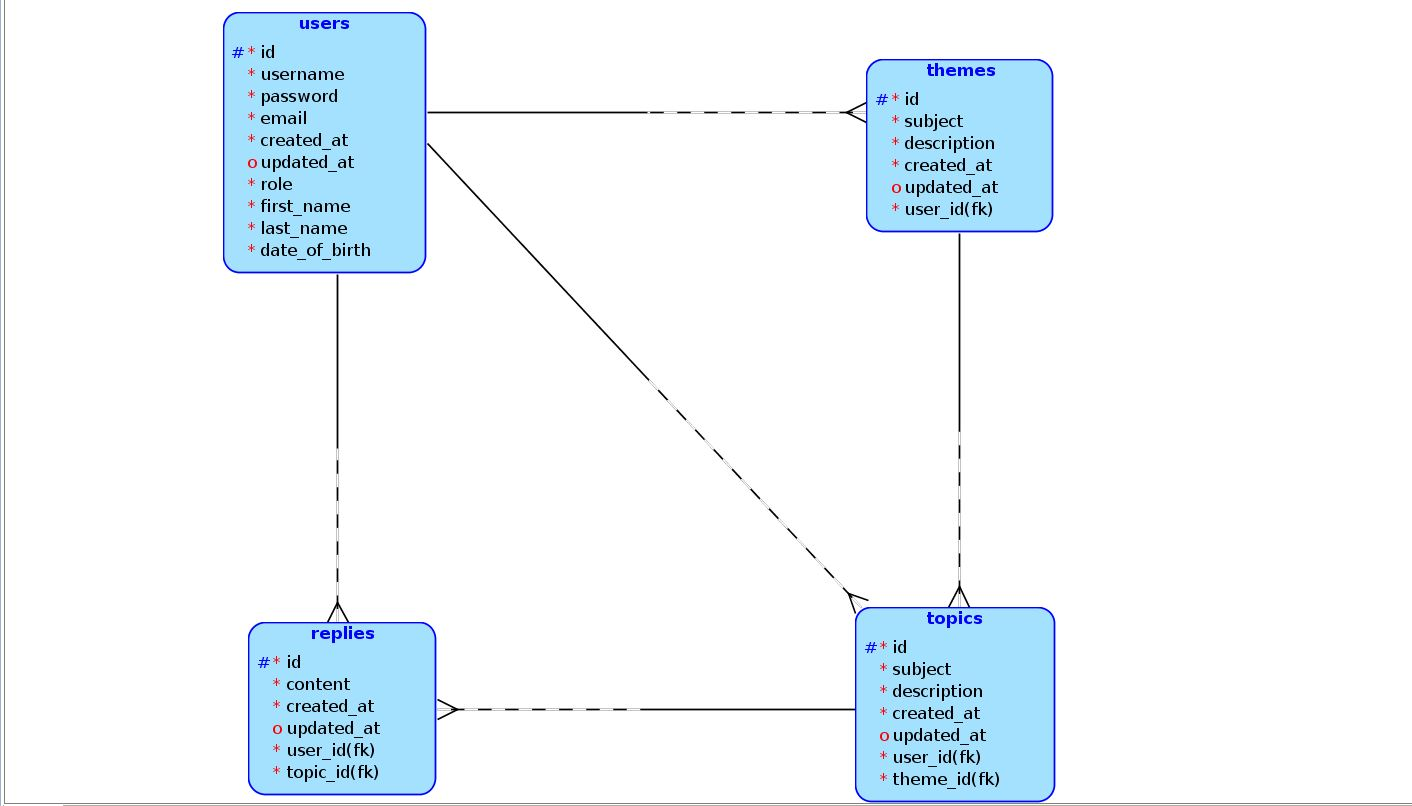 users
# * id
* username
* password
* email
* created_at
o updated_at
* role
* first_name
* last_name
* date_of_birth
themes
# * id
* subject
* description
* created_at
o updated_at
* user_id(fk)
replies
# * id
* content
* created_at
o updated_at
* user_id(fk)
* topic_id(fk)
topics
# * id
* subject
* description
* created_at
o updated_at
* user_id(fk)
* theme_id(fk)